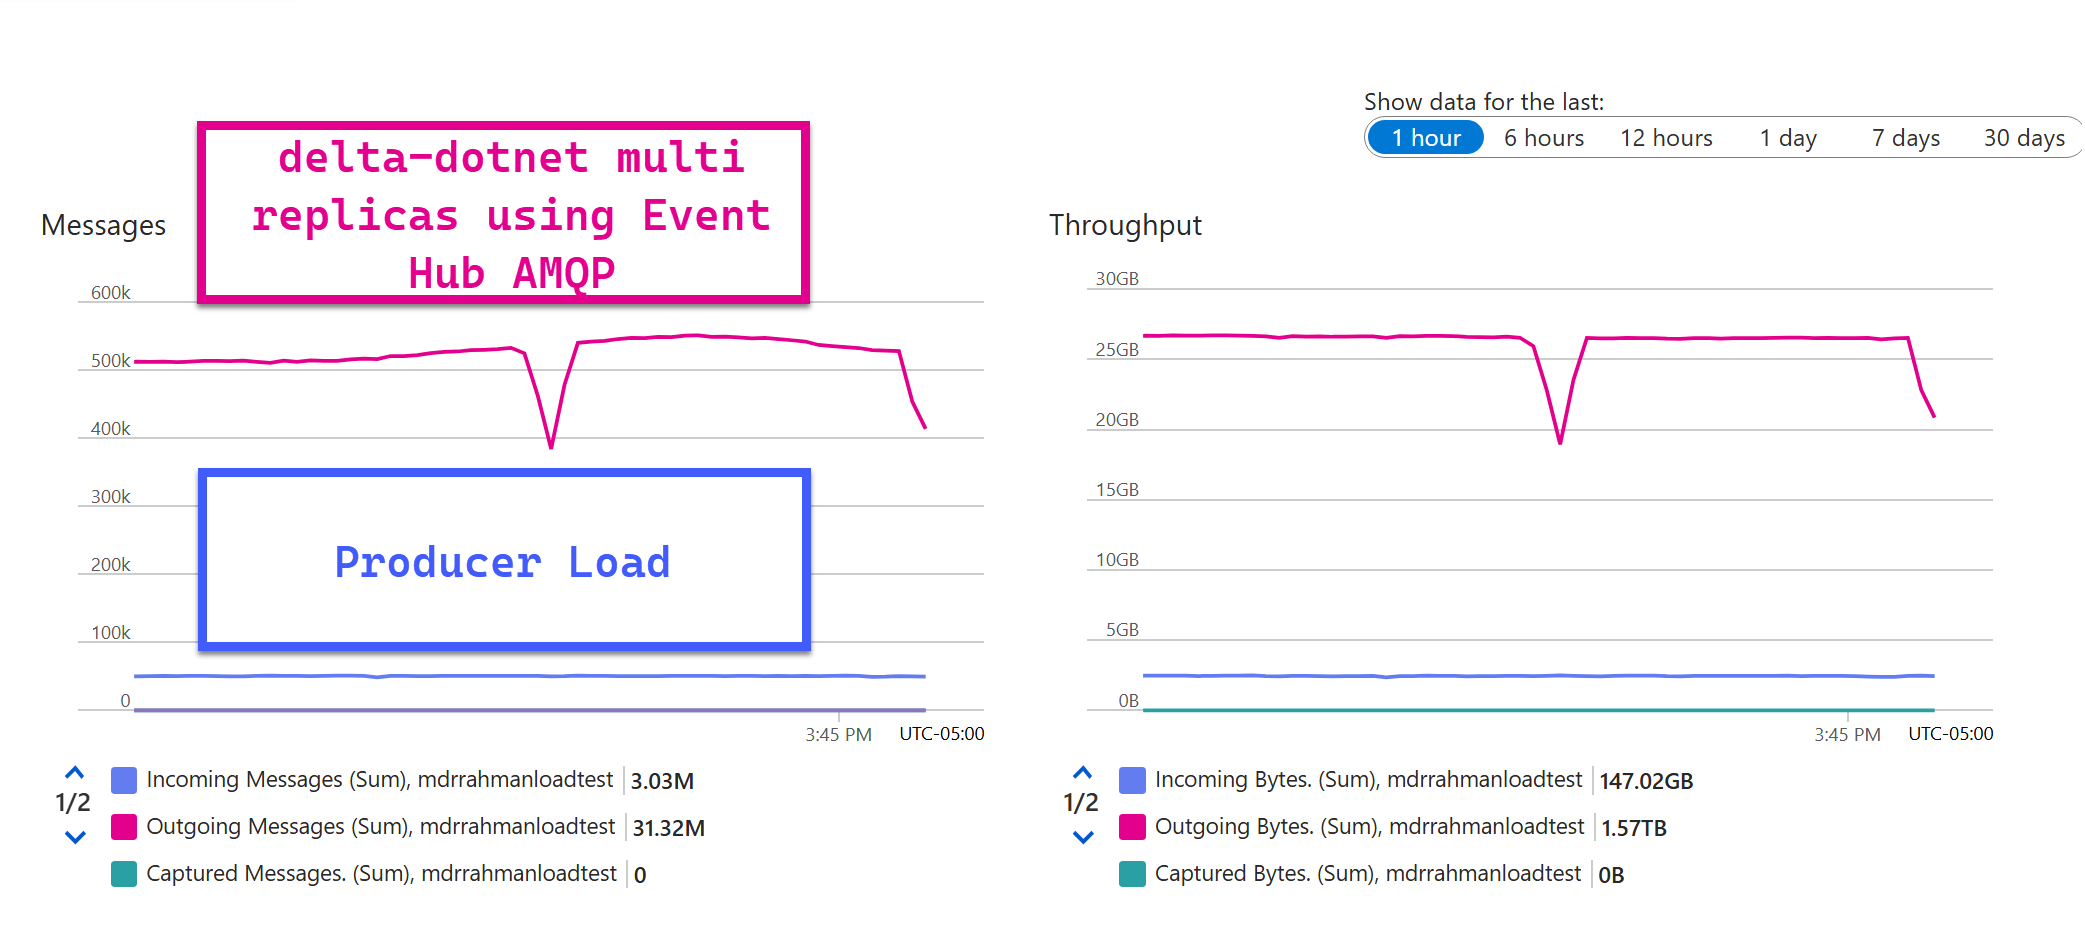 Show data for the last:
1 hour 6 hours 12 hours 1 day 7 days 30 days
delta-dotnet multi
replicas using Event
Hub AMQP
Messages
600k
500k
400k
300k
200k
100k
0
Producer Load
3:45 PM UTC-05:00
1/2
Incoming Messages (Sum), mdrrahmanloadtest 3.03M
Outgoing Messages (Sum), mdrrahmanloadtest 31.32M
Captured Messages. (Sum), mdrrahmanloadtest 0
Throughput
30GB
25GB
20GB
15GB
10GB
5GB
0B
3:45 PM UTC-05:00
1/2
Incoming Bytes. (Sum), mdrrahmanloadtest 147.02GB
Outgoing Bytes. (Sum), mdrrahmanloadtest 1.57TB
Captured Bytes. (Sum), mdrrahmanloadtest 0B